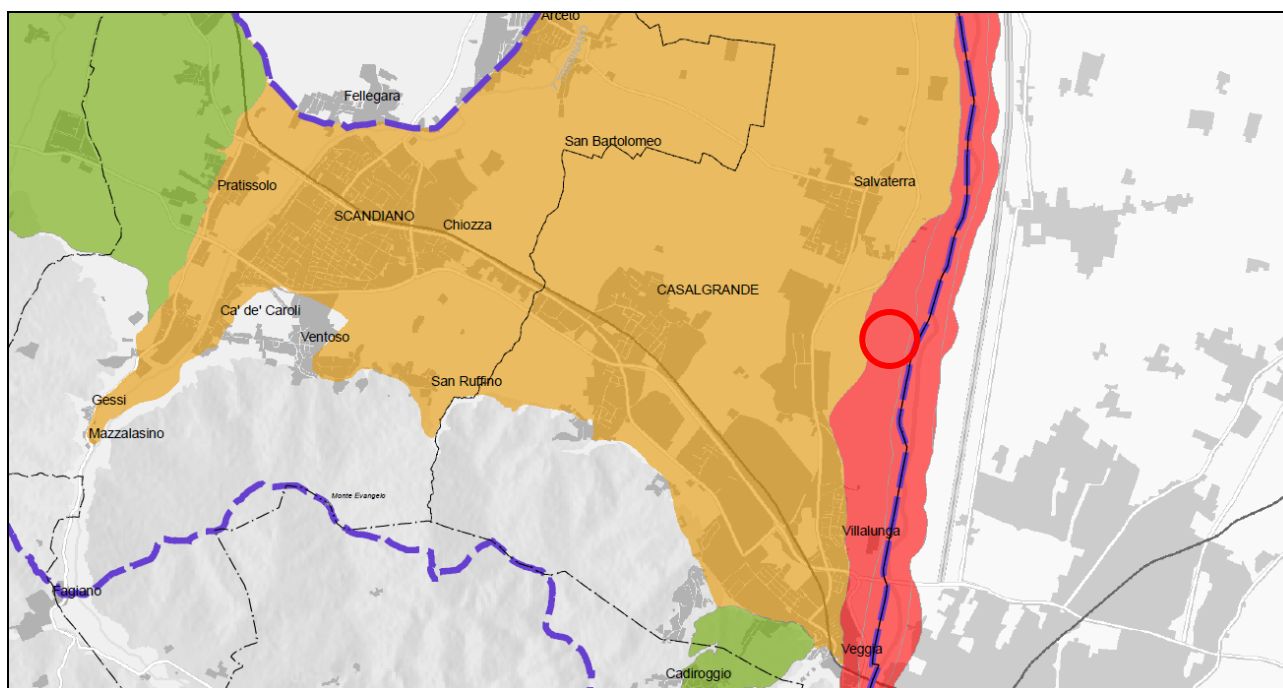 Arceto
Fellegara
San Bartolomeo
Pratissolo
Salvaterra
SCANDIANO
Chiozza
CASALGRANDE
Ca' de' Caroli
Ventoso
San Ruffino
Gessi
Mazzalasino
Monte Evangelo
Villalunga
Fagiano
Veggia
Cadiroggio